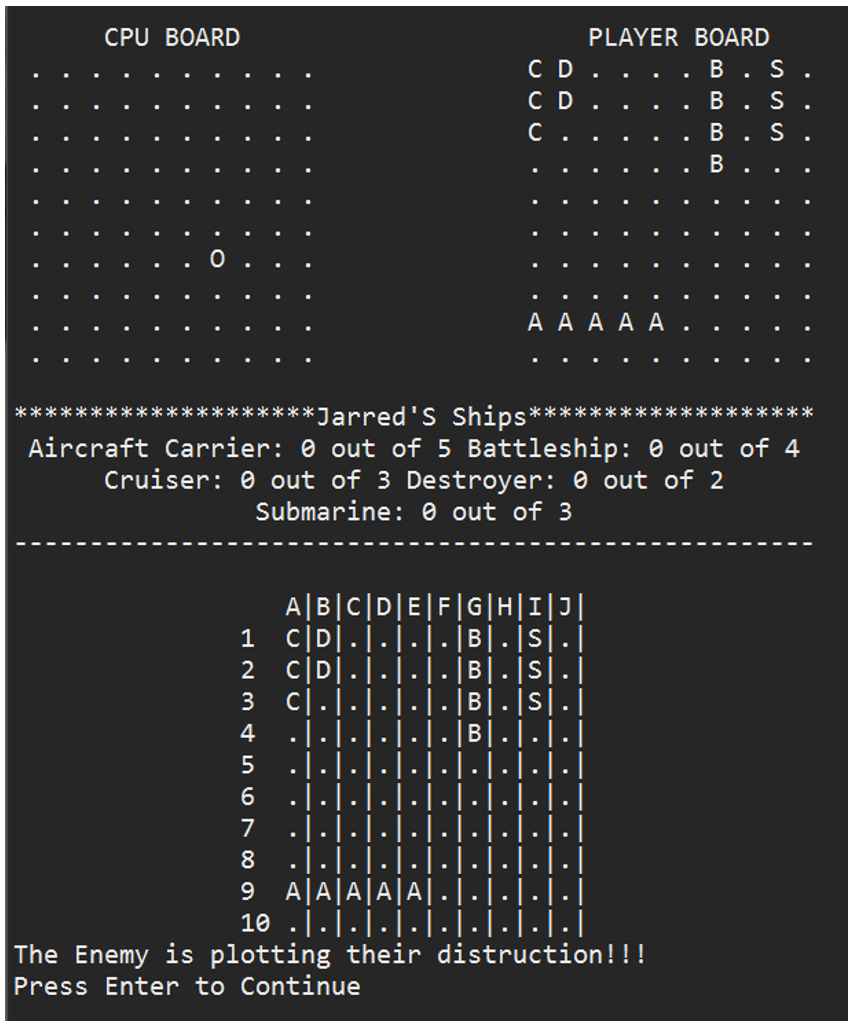 CPU BOARD PLAYER BOARD
. . . . . . . . . . C D . . . . B . S .
. . . . . . . . . . C D . . . . B . S .
. . . . . . . . . . C . . . . . B . S .
. . . . . . . . . . . . . . . . B . . .
. . . . . . . . . . . . . . . . . . . .
. . . . . . . . . . . . . . . . . . . .
. . . . . . O . . . . . . . . . . . . .
. . . . . . . . . . . . . . . . . . . .
. . . . . . . . . . A A A A A . . . . .
. . . . . . . . . . . . . . . . . . . .
********************Jarred'S Ships*******************
Aircraft Carrier: 0 out of 5 Battleship: 0 out of 4
Cruiser: 0 out of 3 Destroyer: 0 out of 2
Submarine: 0 out of 3
-----------------------------------------------------
A|B|C|D|E|F|G|H|I|J|
1 C|D|.|.|.|.|B|.|S|.|
2 C|D|.|.|.|.|B|.|S|.|
3 C|.|.|.|.|.|B|.|S|.|
4 .|.|.|.|.|.|B|.|.|.|
5 .|.|.|.|.|.|.|.|.|.|
6 .|.|.|.|.|.|.|.|.|.|
7 .|.|.|.|.|.|.|.|.|.|
8 .|.|.|.|.|.|.|.|.|.|
9 A|A|A|A|A|.|.|.|.|.|
10 .|.|.|.|.|.|.|.|.|.|
The Enemy is plotting their distruction!!!
Press Enter to Continue